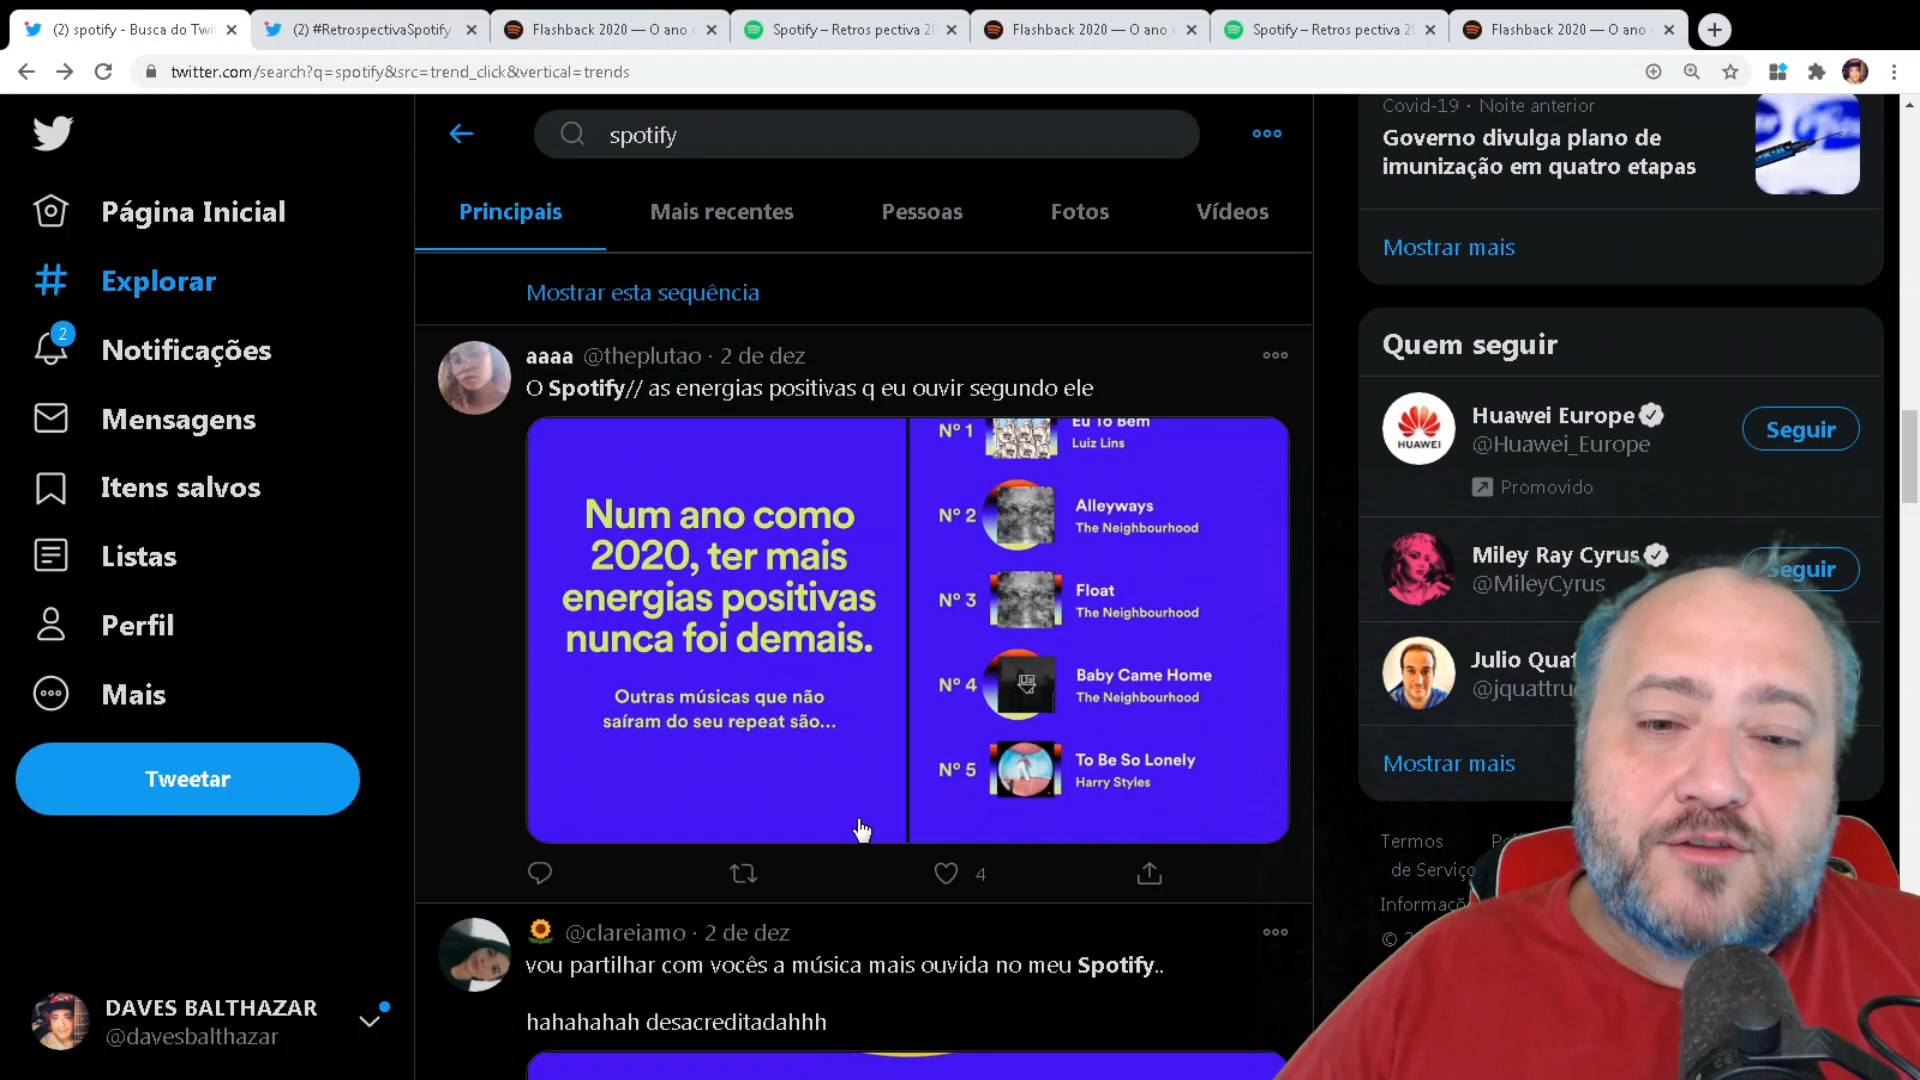 (2) spotify - Busca do Twi
(2) #RetrospectivaSpotify
Flashback 2020 — O ano
Spotify – Retros pectiva 2
Flashback 2020 — O ano
Spotify – Retros pectiva 2
Flashback 2020 — O ano
twitter.com/search?q=spotify&src=trend_click&vertical=trends
Página Inicial
Explorar
2
Notificações
Mensagens
Itens salvos
Listas
Perfil
Mais
Tweetar
DAVES BALTHAZAR
@davesbalthazar
spotify
Principais
Mais recentes
Pessoas
Fotos
Vídeos
Mostrar esta sequência
aaaa @theplutao · 2 de dez
O Spotify// as energias positivas q eu ouvir segundo ele
Num ano como
2020, ter mais
energias positivas
nunca foi demais.
Outras músicas que não
saíram do seu repeat são...
Nº 1
Eu To Bem
Luiz Lins
Nº 2
Alleyways
The Neighbourhood
Nº 3
Float
The Neighbourhood
Nº 4
Baby Came Home
The Neighbourhood
Nº 5
To Be So Lonely
Harry Styles
4
@clareiamo · 2 de dez
vou partilhar com vocês a música mais ouvida no meu Spotify..
hahahahah desacreditadahhh
Covid-19 · Noite anterior
Governo divulga plano de
imunização em quatro etapas
Mostrar mais
Quem seguir
HUAWEI
Huawei Europe
@Huawei_Europe
Seguir
Promovido
Miley Ray Cyrus
@MileyCyrus
Seguir
Julio Quat
@jquattru
Mostrar mais
Termos
de Serviço
Informaçõ
©